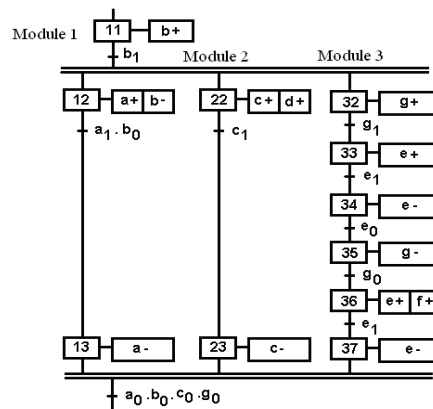 Module 1
11 b+
b1
Module 2
Module 3
12 a+ b-
22 c+ d+
32 g+
a1 . b0
c1
g1
33 e+
e1
34 e-
e0
35 g-
g0
36 e+ f+
e1
13 a-
23 c-
37 e-
a0 . b0 . c0 . g0